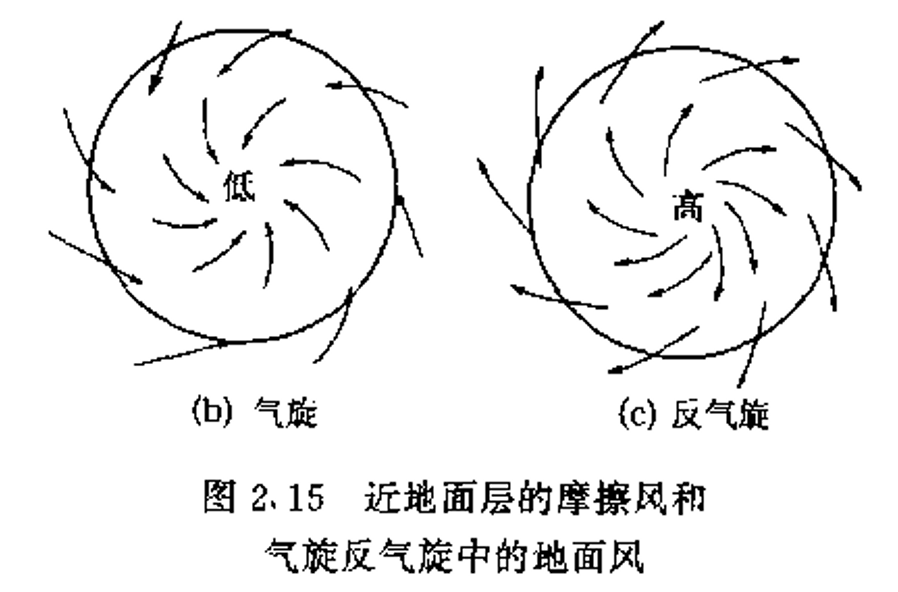 低
高
(b) 气旋
(c) 反气旋
图 2.15 近地面层的摩擦风和
气旋反气旋中的地面风